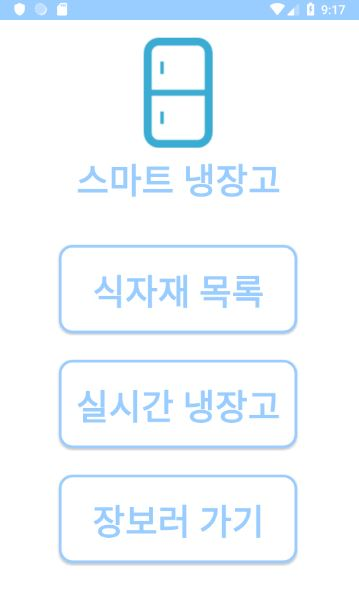 9:17
스마트 냉장고
식자재 목록
실시간 냉장고
장보러 가기